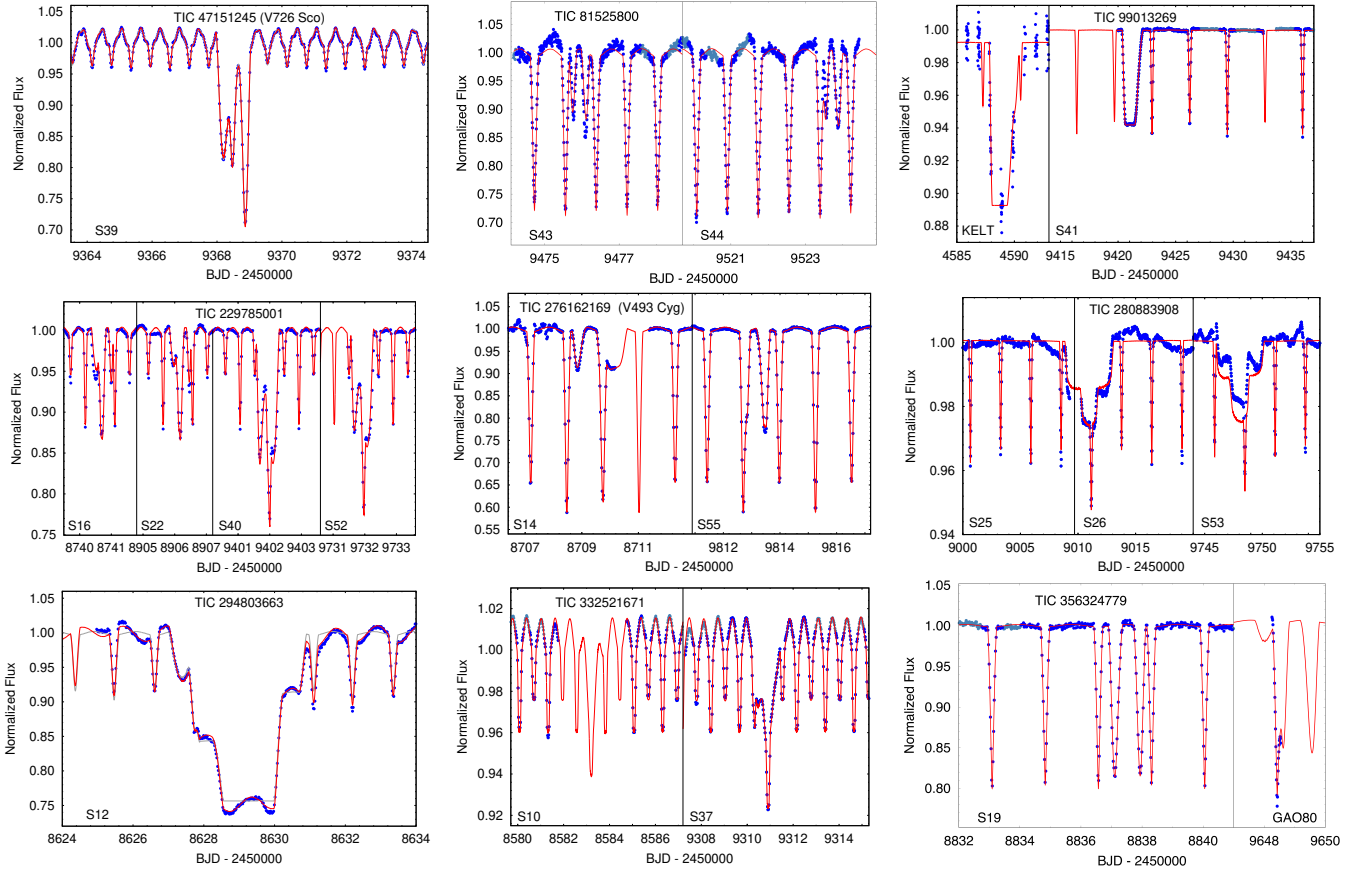 TIC 47151245 (V726 Sco)
Normalized Flux
1.05
1.00
0.95
0.90
0.85
0.80
0.75
0.70
S39
9364 9366 9368 9370 9372 9374
BJD - 2450000
TIC 81525800
Normalized Flux
1.10
1.05
1.00
0.95
0.90
0.85
0.80
0.75
0.70
S43 S44
9475 9477 9521 9523
BJD - 2450000
TIC 99013269
Normalized Flux
1.00
0.98
0.96
0.94
0.92
0.90
0.88
KELT S41
4585 4590 9415 9420 9425 9430 9435
BJD - 2450000
TIC 229785001
Normalized Flux
1.00
0.95
0.90
0.85
0.80
0.75
S16 S22 S40 S52
8740 8741 8905 8906 8907 9401 9402 9403 9731 9732 9733
BJD - 2450000
TIC 276162169 (V493 Cyg)
Normalized Flux
1.05
1.00
0.95
0.90
0.85
0.80
0.75
0.70
0.65
0.60
0.55
S14 S55
8707 8709 8711 9812 9814 9816
BJD - 2450000
TIC 280883908
Normalized Flux
1.00
0.98
0.96
0.94
S25 S26 S53
9000 9005 9010 9015 9745 9750 9755
BJD - 2450000
TIC 294803663
Normalized Flux
1.05
1.00
0.95
0.90
0.85
0.80
0.75
S12
8624 8626 8628 8630 8632 8634
BJD - 2450000
TIC 332521671
Normalized Flux
1.02
1.00
0.98
0.96
0.94
0.92
S10 S37
8580 8582 8584 8586 9308 9310 9312 9314
BJD - 2450000
TIC 356324779
Normalized Flux
1.05
1.00
0.95
0.90
0.85
0.80
S19 GAO80
8832 8834 8836 8838 8840 9648 9650
BJD - 2450000